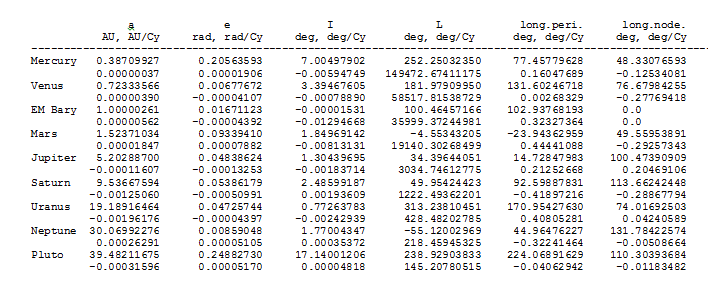 a e I L long.peri. long.node.
AU, AU/Cy rad, rad/Cy deg, deg/Cy deg, deg/Cy deg, deg/Cy deg, deg/Cy
Mercury 0.38709927 0.20563593 7.00497902 252.25032350 77.45779628 48.33076593
0.00000037 0.00001906 -0.00594749 149472.67411175 0.16047689 -0.12534081
Venus 0.72333566 0.00677672 3.39467605 181.97909950 131.60246718 76.67984255
0.00000390 -0.00004107 -0.00078890 58517.81538729 0.00268329 -0.27769418
EM Bary 1.00000261 0.01671123 -0.00001531 100.46457166 102.93768193 0.0
0.00000562 -0.00004392 -0.01294668 35999.37244981 0.32327364 0.0
Mars 1.52371034 0.09339410 1.84969142 -4.55343205 -23.94362959 49.55953891
0.00001847 0.00007882 -0.00813131 19140.30268499 0.44441088 -0.29257343
Jupiter 5.20288700 0.04838624 1.30439695 34.39644051 14.72847983 100.47390909
-0.00011607 -0.00013253 -0.00183714 3034.74612775 0.21252668 0.20469106
Saturn 9.53667594 0.05386179 2.48599187 49.95424423 92.59887831 113.66242448
-0.00125060 -0.00050991 0.00193609 1222.49362201 -0.41897216 -0.28867794
Uranus 19.18916464 0.04725744 0.77263783 313.23810451 170.95427630 74.01692503
-0.00196176 -0.00004397 -0.00242939 428.48202785 0.40805281 0.04240589
Neptune 30.06992276 0.00859048 1.77004347 -55.12002969 44.96476227 131.78422574
0.00026291 0.00005105 0.00035372 218.45945325 -0.32241464 -0.00508664
Pluto 39.48211675 0.24882730 17.14001206 238.92903833 224.06891629 110.30393684
-0.00031596 0.00005170 0.00004818 145.20780515 -0.04062942 -0.01183482